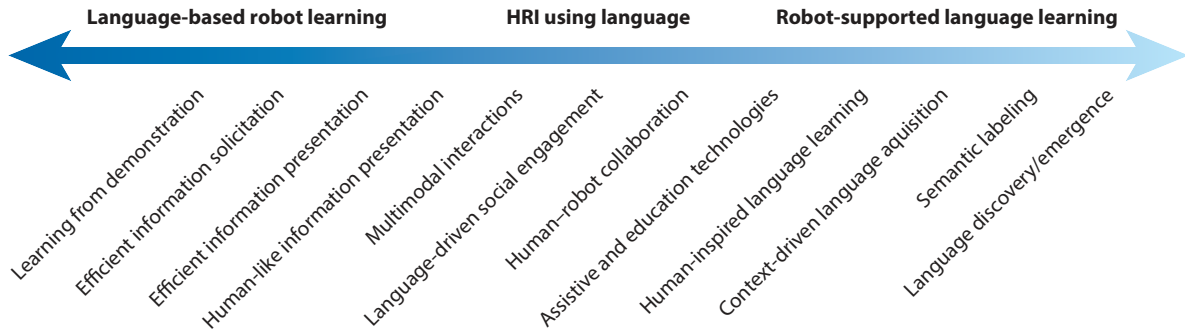 Language-based robot learning
HRI using language
Robot-supported language learning
Learning from demonstration
Efficient information solicitation
Efficient information presentation
Human-like information presentation
Multimodal interactions
Language-driven social engagement
Human–robot collaboration
Assistive and education technologies
Human-inspired language learning
Context-driven language aquisition
Semantic labeling
Language discovery/emergence